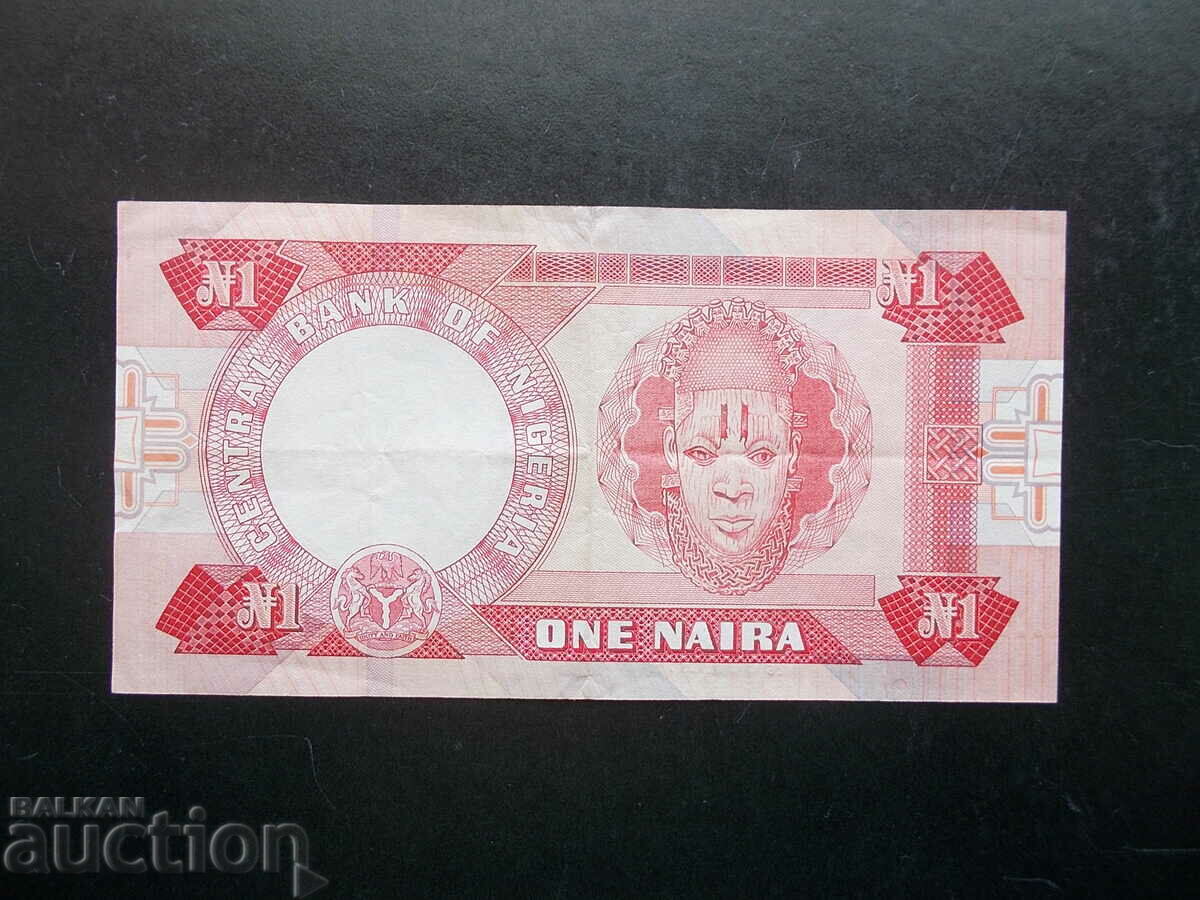 ₦1
₦1
CENTRAL BANK OF NIGERIA
₦1
UNITY AND FAITH
ONE NAIRA
₦1
BALKAN
auction